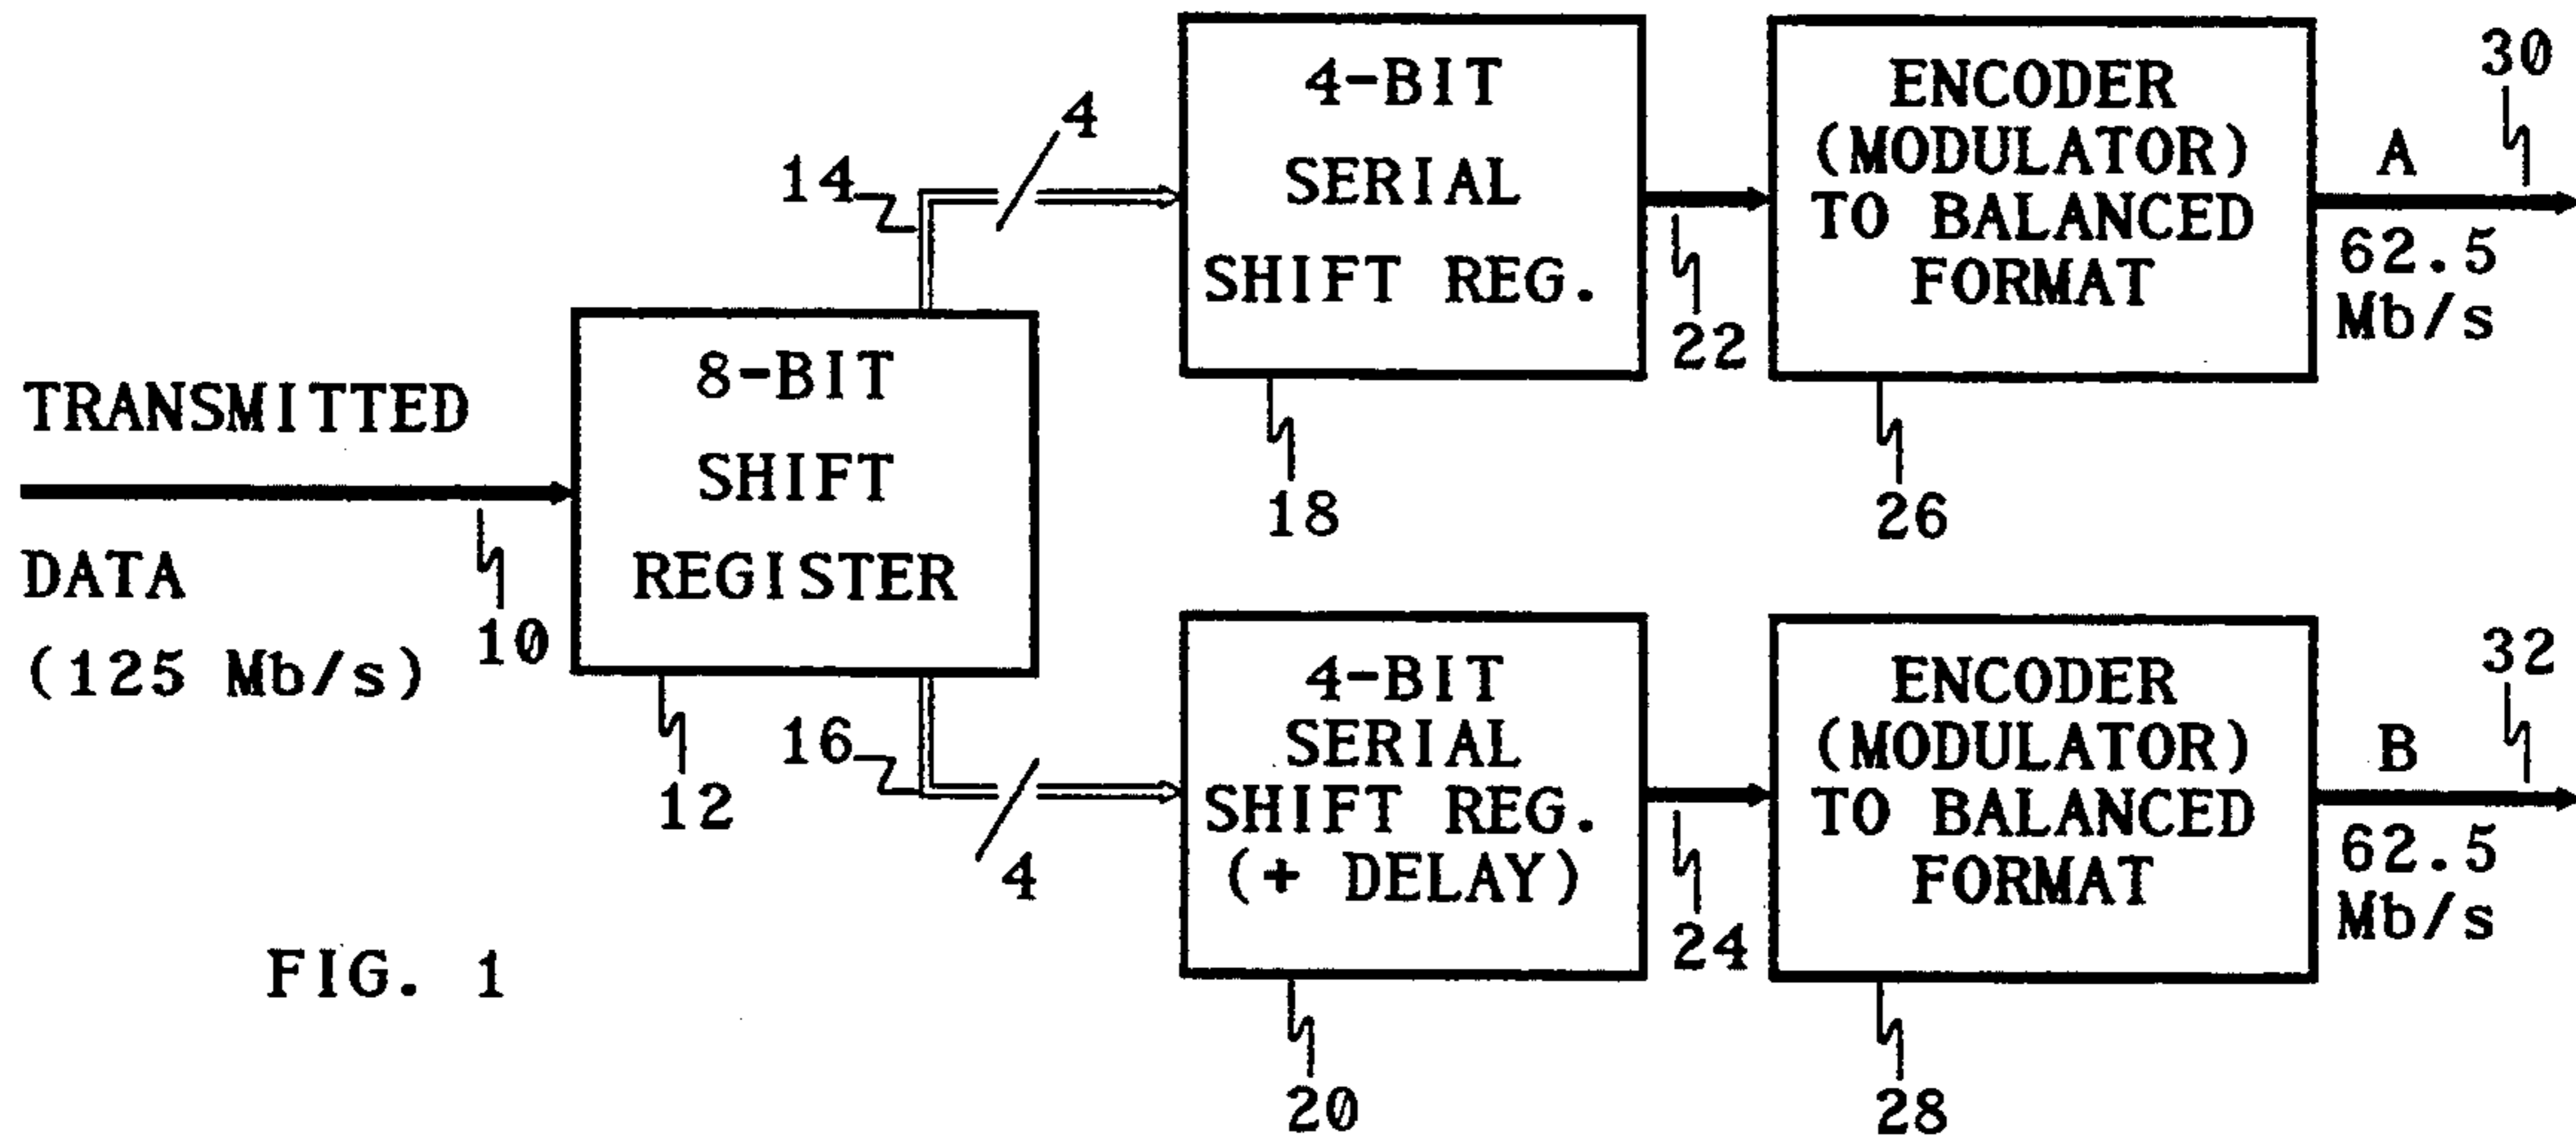 TRANSMITTED
DATA
(125 Mb/s)
10
8-BIT
SHIFT
REGISTER
12
14
4
16
4
4-BIT
SERIAL
SHIFT REG.
18
22
ENCODER
(MODULATOR)
TO BALANCED
FORMAT
26
A
30
62.5
Mb/s
4-BIT
SERIAL
SHIFT REG.
(+ DELAY)
20
24
ENCODER
(MODULATOR)
TO BALANCED
FORMAT
28
B
32
62.5
Mb/s
FIG. 1